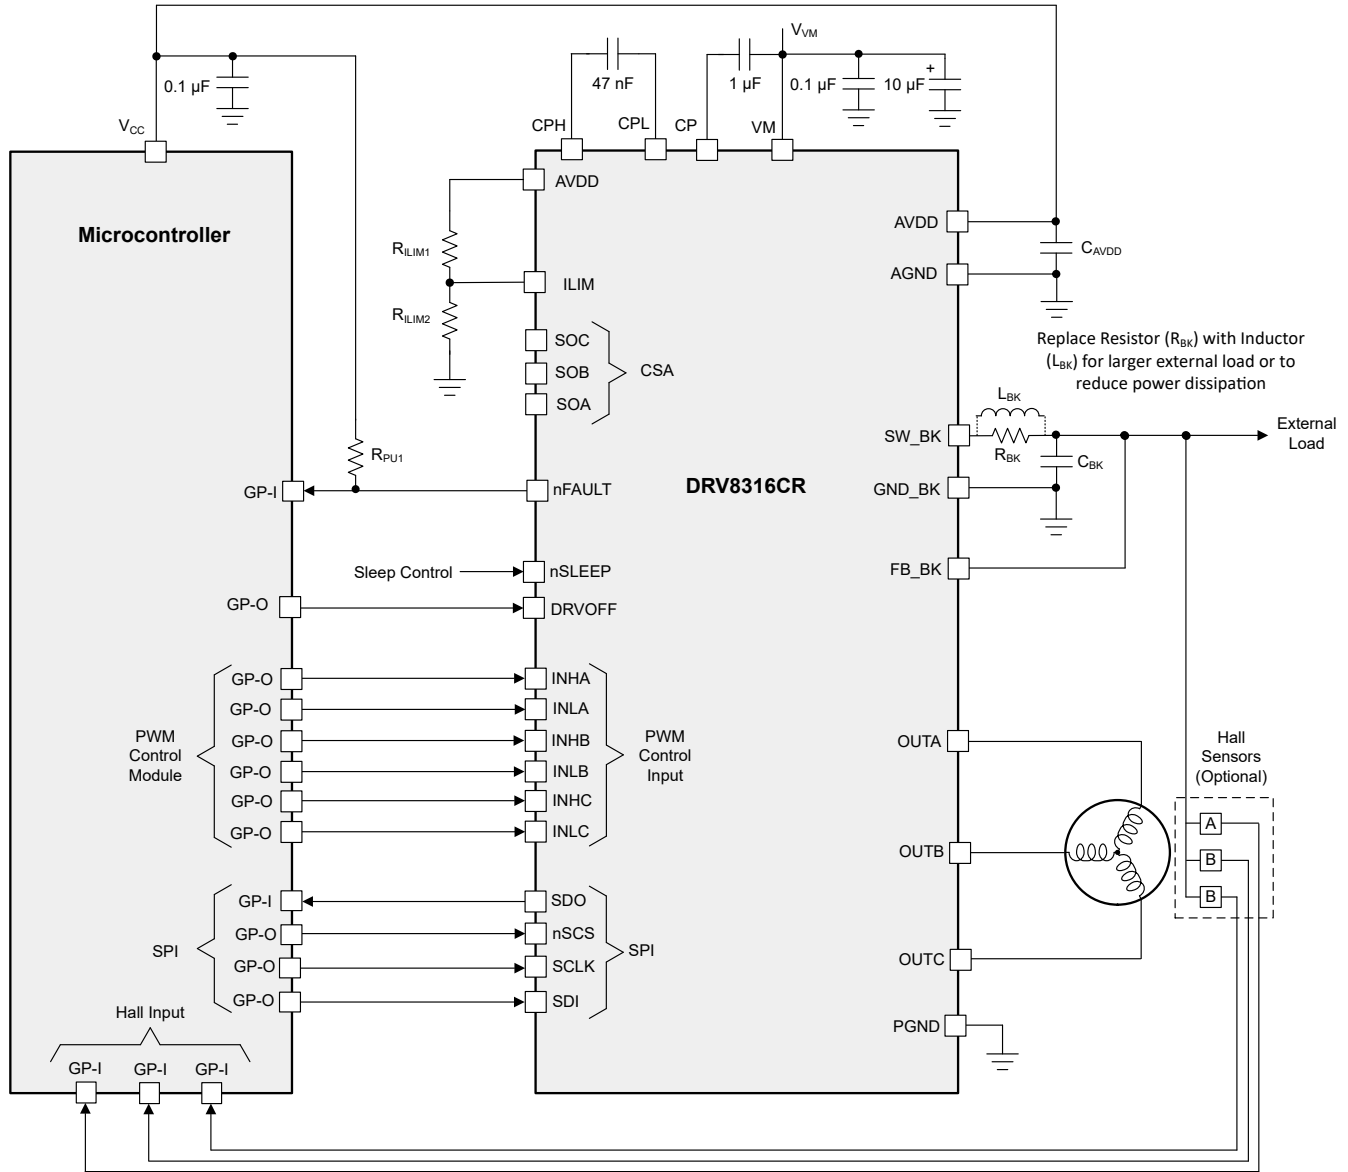 V_VM
0.1 µF
47 nF
1 µF
0.1 µF
+
10 µF
V_CC
CPH
CPL
CP
VM
Microcontroller
AVDD
R_ILIM1
ILIM
R_ILIM2
SOC
SOB
SOA
CSA
AVDD
C_AVDD
AGND
Replace Resistor (R_BK) with Inductor
(L_BK) for larger external load or to
reduce power dissipation
L_BK
SW_BK
R_BK
C_BK
External
Load
R_PU1
GP-I
nFAULT
DRV8316CR
GND_BK
Sleep Control
nSLEEP
FB_BK
GP-O
DRVOFF
PWM
Control
Module
GP-O
GP-O
GP-O
GP-O
GP-O
GP-O
INHA
INLA
INHB
INLB
INHC
INLC
PWM
Control
Input
OUTA
OUTB
OUTC
Hall
Sensors
(Optional)
A
B
B
SPI
GP-I
GP-O
GP-O
GP-O
SDO
nSCS
SCLK
SDI
SPI
PGND
Hall Input
GP-I
GP-I
GP-I